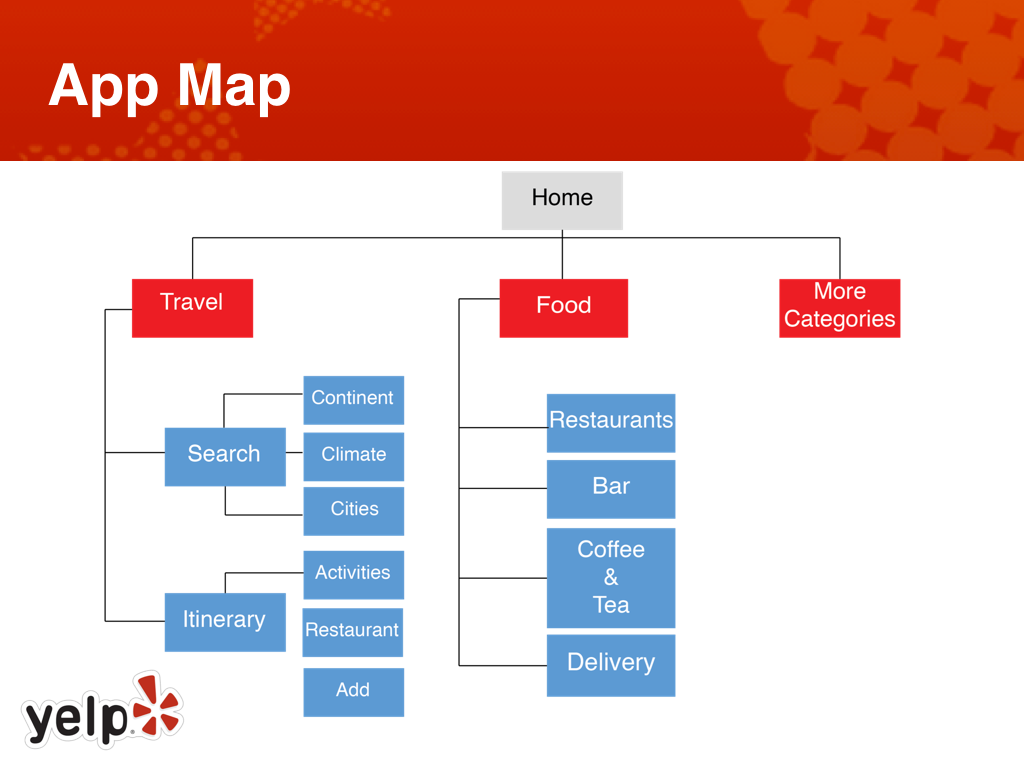 App Map
Home
Travel
Food
More
Categories
Continent
Search
Climate
Cities
Activities
Itinerary
Restaurant
Add
Restaurants
Bar
Coffee
&
Tea
Delivery
yelp